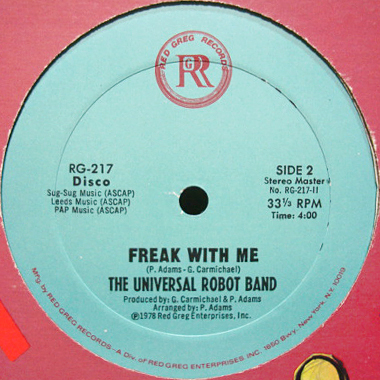 RED GREG RECORDS
RGR
RG-217
Disco
Sug-Sug Music (ASCAP)
Leeds Music (ASCAP)
PAP Music (ASCAP)
SIDE 2
Stereo Master
No. RG-217-II
33⅓ RPM
Time: 4:00
FREAK WITH ME
(P. Adams - G. Carmichael)
THE UNIVERSAL ROBOT BAND
Produced by: G. Carmichael & P. Adams
Arranged by: P. Adams
℗1978 Red Greg Enterprises, Inc.
Mfg. by RED GREG RECORDS - A Div. of RED GREG ENTERPRISES, INC. 1650 Bwy. New York, N.Y. 10019